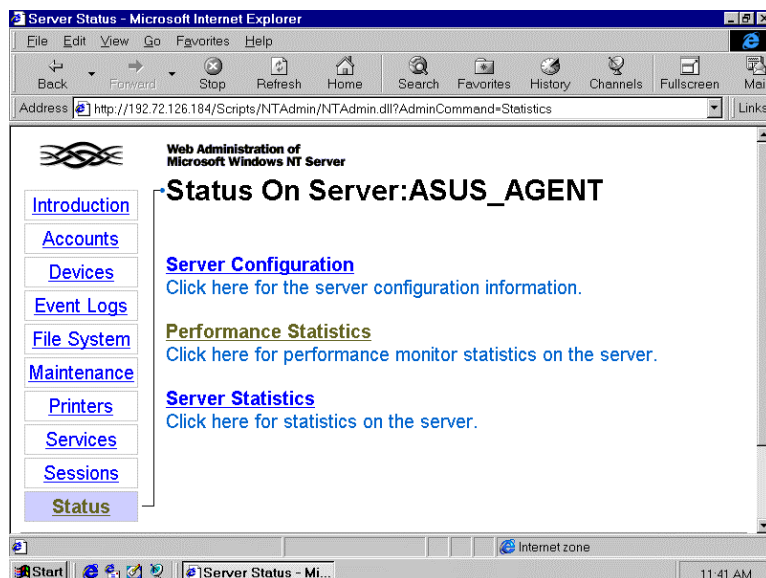 Server Status - Microsoft Internet Explorer
File Edit View Go Favorites Help
Back Forward Stop Refresh Home Search Favorites History Channels Fullscreen Mai
Address http://192.72.126.184/Scripts/NTAdmin/NTAdmin.dll?AdminCommand=Statistics Links
Web Administration of
Microsoft Windows NT Server
Status On Server:ASUS_AGENT
Introduction
Accounts
Devices
Event Logs
File System
Maintenance
Printers
Services
Sessions
Status
Server Configuration
Click here for the server configuration information.
Performance Statistics
Click here for performance monitor statistics on the server.
Server Statistics
Click here for statistics on the server.
Internet zone
Start Server Status - Mi... 11:41 AM